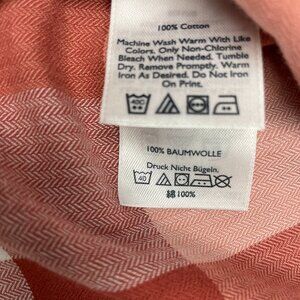 100% Cotton
Machine Wash Warm With Like
Colors. Only Non-Chlorine
Bleach When Needed. Tumble
Dry. Remove Promptly. Warm
Iron As Desired. Do Not Iron
On Print.
40C
100% BAUMWOLLE
Druck Nicht Bügeln.
40
綿100%